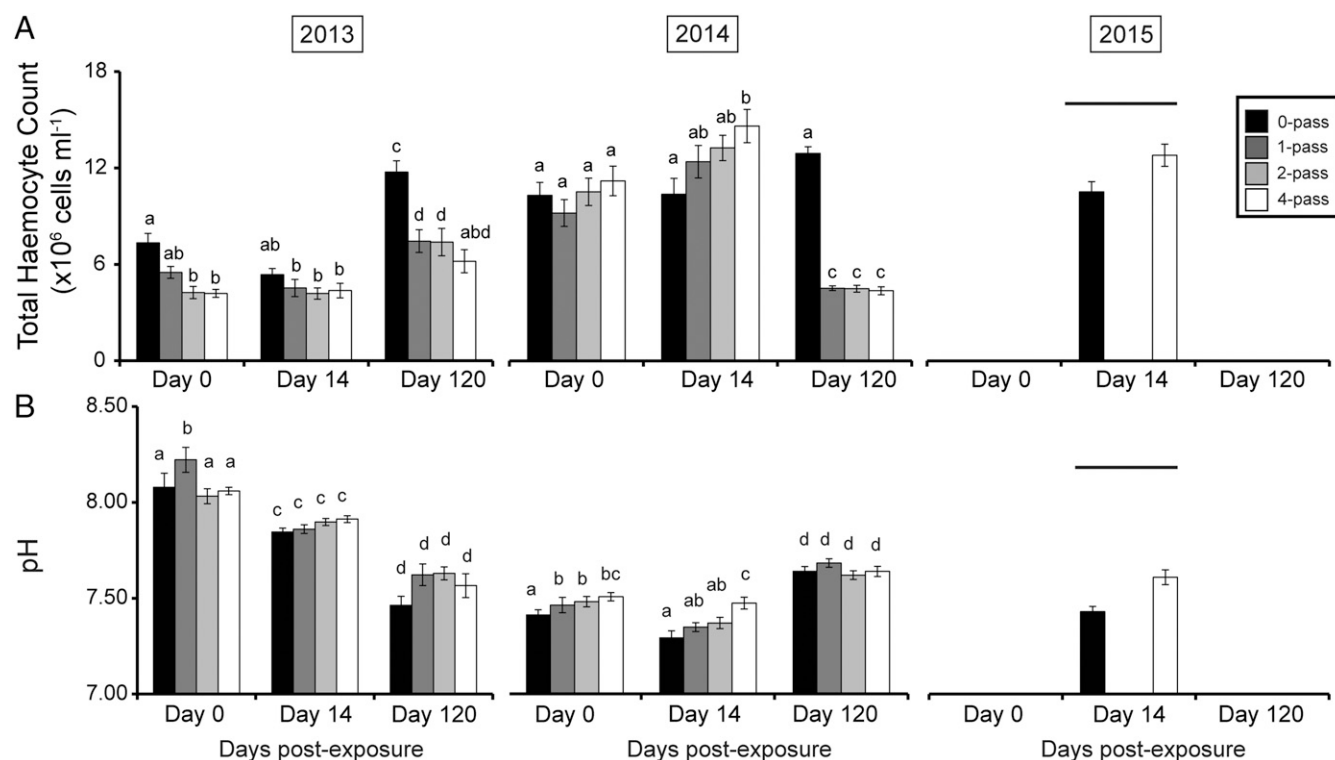 A
2013
2014
2015
Total Haemocyte Count
(x10⁶ cells ml⁻¹)
18
12
6
0
a
ab
b
b
ab
b
b
b
c
d
d
abd
a
a
a
a
a
ab
ab
b
a
c
c
c
0-pass
1-pass
2-pass
4-pass
Day 0
Day 14
Day 120
Day 0
Day 14
Day 120
Day 0
Day 14
Day 120
B
pH
8.50
8.00
7.50
7.00
a
b
a
a
c
c
c
c
d
d
d
d
a
b
b
bc
a
ab
ab
c
d
d
d
d
Day 0
Day 14
Day 120
Day 0
Day 14
Day 120
Day 0
Day 14
Day 120
Days post-exposure
Days post-exposure
Days post-exposure